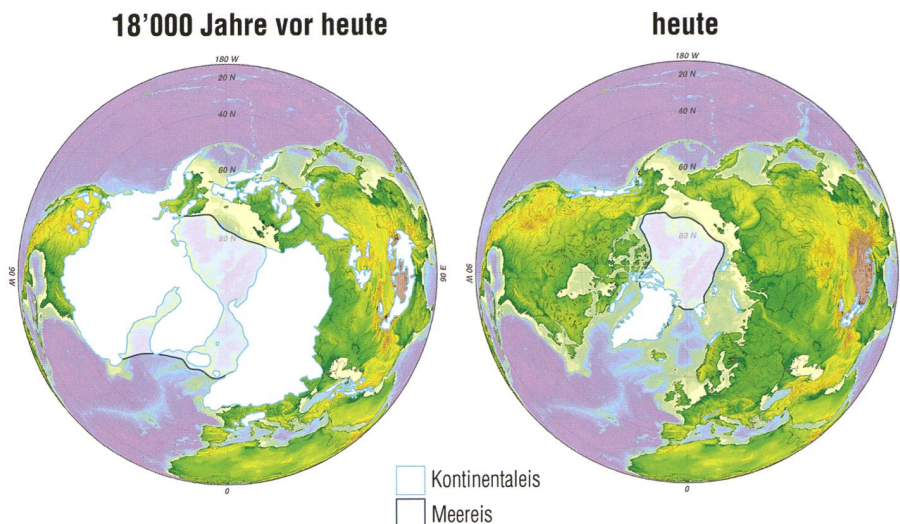 18’000 Jahre vor heute
heute
180 W
20 N
40 N
60 N
80 N
90 W
90 E
0
180 W
20 N
40 N
60 N
80 N
90 W
90 E
0
Kontinentaleis
Meereis